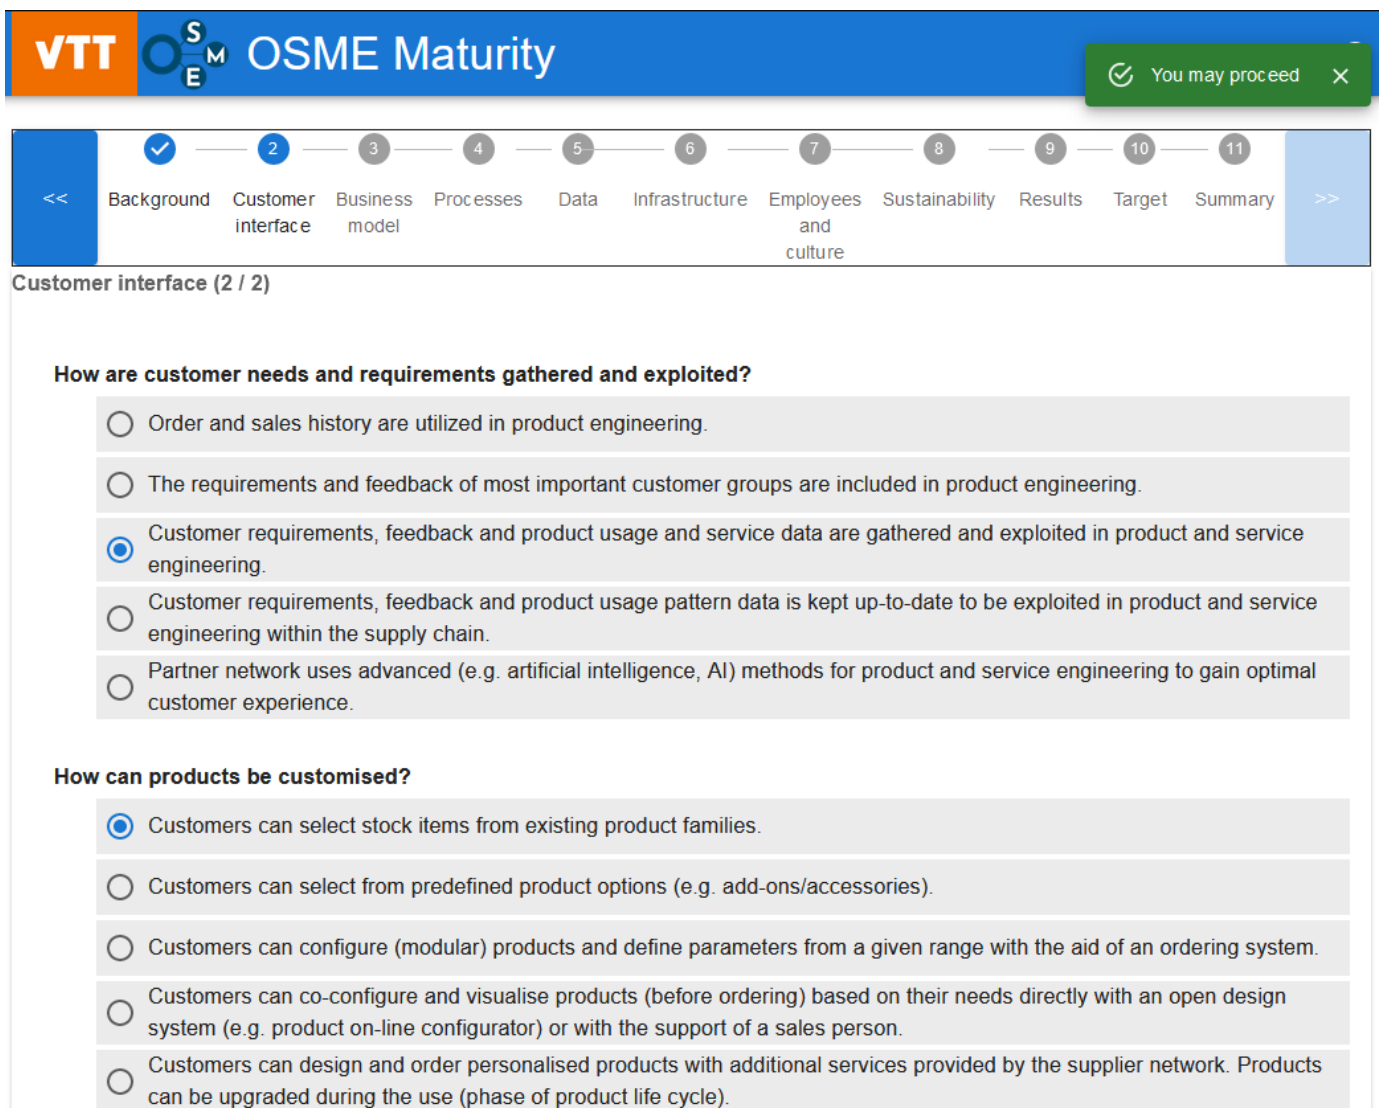 VTT
S
M
E
OSME Maturity
You may proceed
<<
2
3
4
5
6
7
8
9
10
11
>>
Background
Customer
interface
Business
model
Processes
Data
Infrastructure
Employees
and
culture
Sustainability
Results
Target
Summary
Customer interface (2 / 2)
How are customer needs and requirements gathered and exploited?
Order and sales history are utilized in product engineering.
The requirements and feedback of most important customer groups are included in product engineering.
Customer requirements, feedback and product usage and service data are gathered and exploited in product and service
engineering.
Customer requirements, feedback and product usage pattern data is kept up-to-date to be exploited in product and service
engineering within the supply chain.
Partner network uses advanced (e.g. artificial intelligence, AI) methods for product and service engineering to gain optimal
customer experience.
How can products be customised?
Customers can select stock items from existing product families.
Customers can select from predefined product options (e.g. add-ons/accessories).
Customers can configure (modular) products and define parameters from a given range with the aid of an ordering system.
Customers can co-configure and visualise products (before ordering) based on their needs directly with an open design
system (e.g. product on-line configurator) or with the support of a sales person.
Customers can design and order personalised products with additional services provided by the supplier network. Products
can be upgraded during the use (phase of product life cycle).